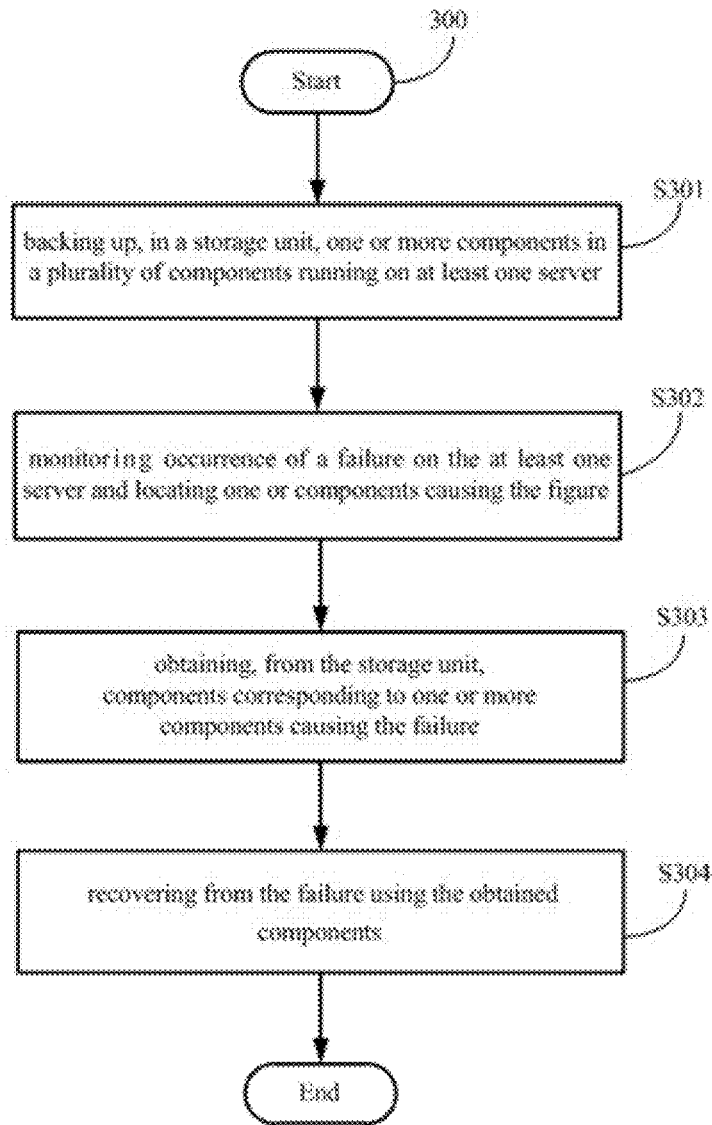 300
Start
S301
backing up, in a storage unit, one or more components in
a plurality of components running on at least one server
S302
monitoring occurrence of a failure on the at least one
server and locating one or components causing the figure
S303
obtaining, from the storage unit,
components corresponding to one or more
components causing the failure
S304
recovering from the failure using the obtained
components
End